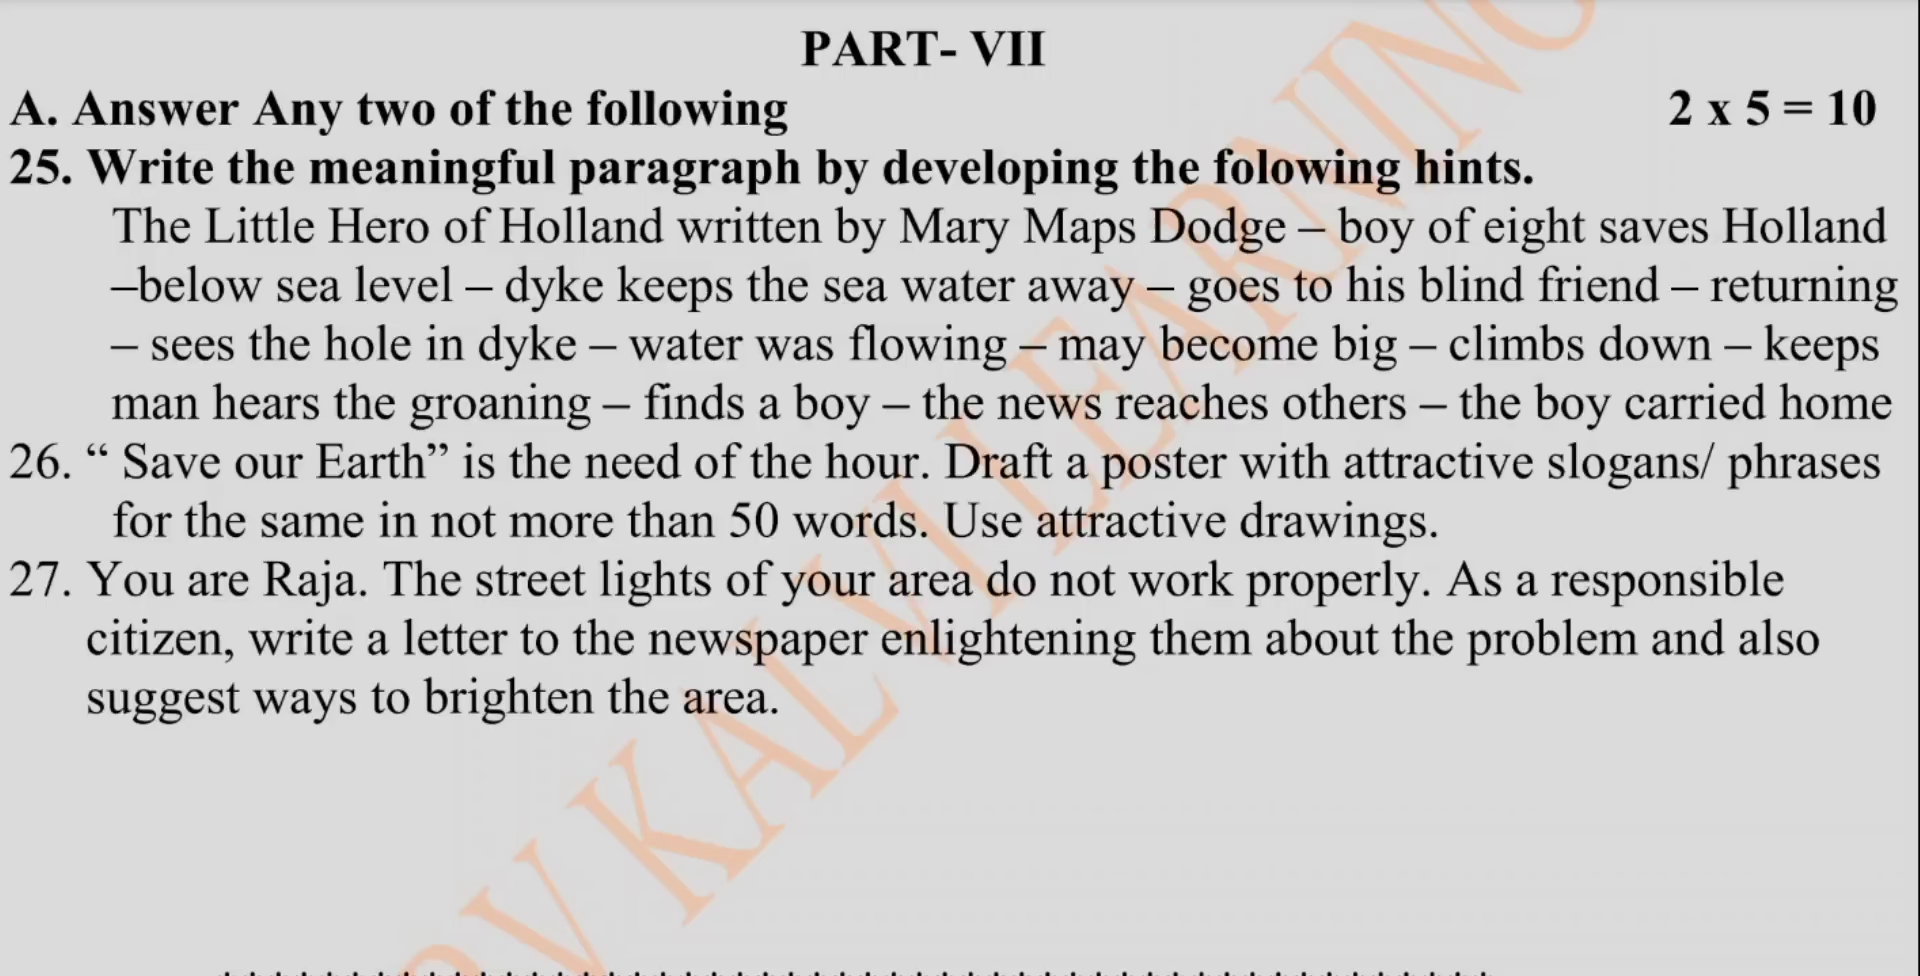 PART- VII
A. Answer Any two of the following 2 x 5 = 10
25. Write the meaningful paragraph by developing the folowing hints.
The Little Hero of Holland written by Mary Maps Dodge – boy of eight saves Holland
–below sea level – dyke keeps the sea water away – goes to his blind friend – returning
– sees the hole in dyke – water was flowing – may become big – climbs down – keeps
man hears the groaning – finds a boy – the news reaches others – the boy carried home
26. “ Save our Earth” is the need of the hour. Draft a poster with attractive slogans/ phrases
for the same in not more than 50 words. Use attractive drawings.
27. You are Raja. The street lights of your area do not work properly. As a responsible
citizen, write a letter to the newspaper enlightening them about the problem and also
suggest ways to brighten the area.
V KALVI LEARNING